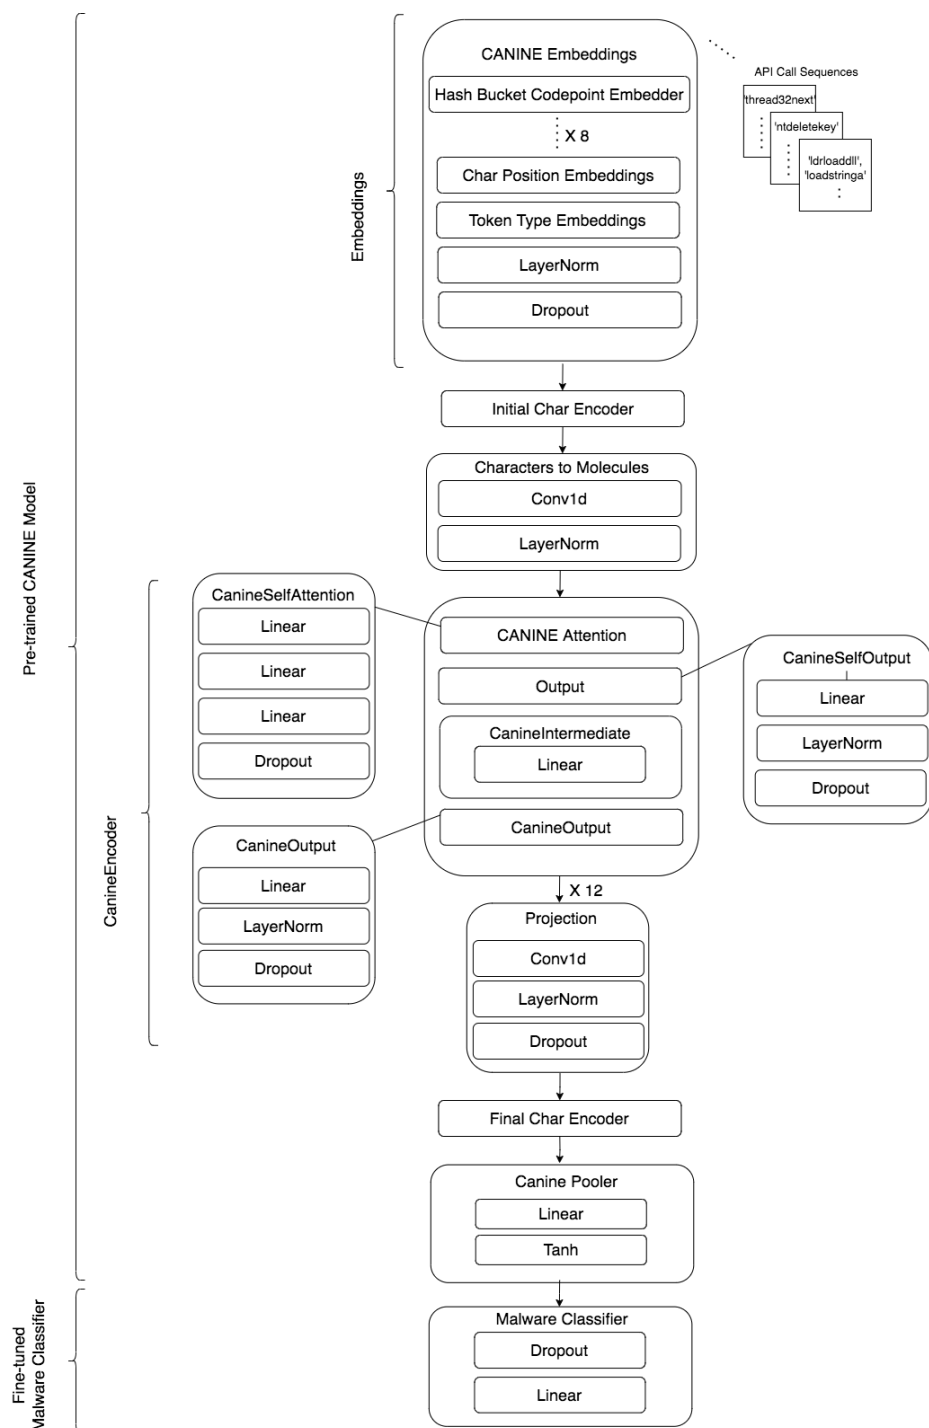 CANINE Embeddings
Hash Bucket Codepoint Embedder
X 8
Char Position Embeddings
Token Type Embeddings
LayerNorm
Dropout
Embeddings
API Call Sequences
'thread32next'
'ntdeletekey'
'ldrloaddll',
'loadstringa'
Initial Char Encoder
Characters to Molecules
Conv1d
LayerNorm
Pre-trained CANINE Model
CanineEncoder
CanineSelfAttention
Linear
Linear
Linear
Dropout
CANINE Attention
Output
CanineIntermediate
Linear
CanineOutput
X 12
CanineSelfOutput
Linear
LayerNorm
Dropout
CanineOutput
Linear
LayerNorm
Dropout
Projection
Conv1d
LayerNorm
Dropout
Final Char Encoder
Canine Pooler
Linear
Tanh
Fine-tuned
Malware Classifier
Malware Classifier
Dropout
Linear